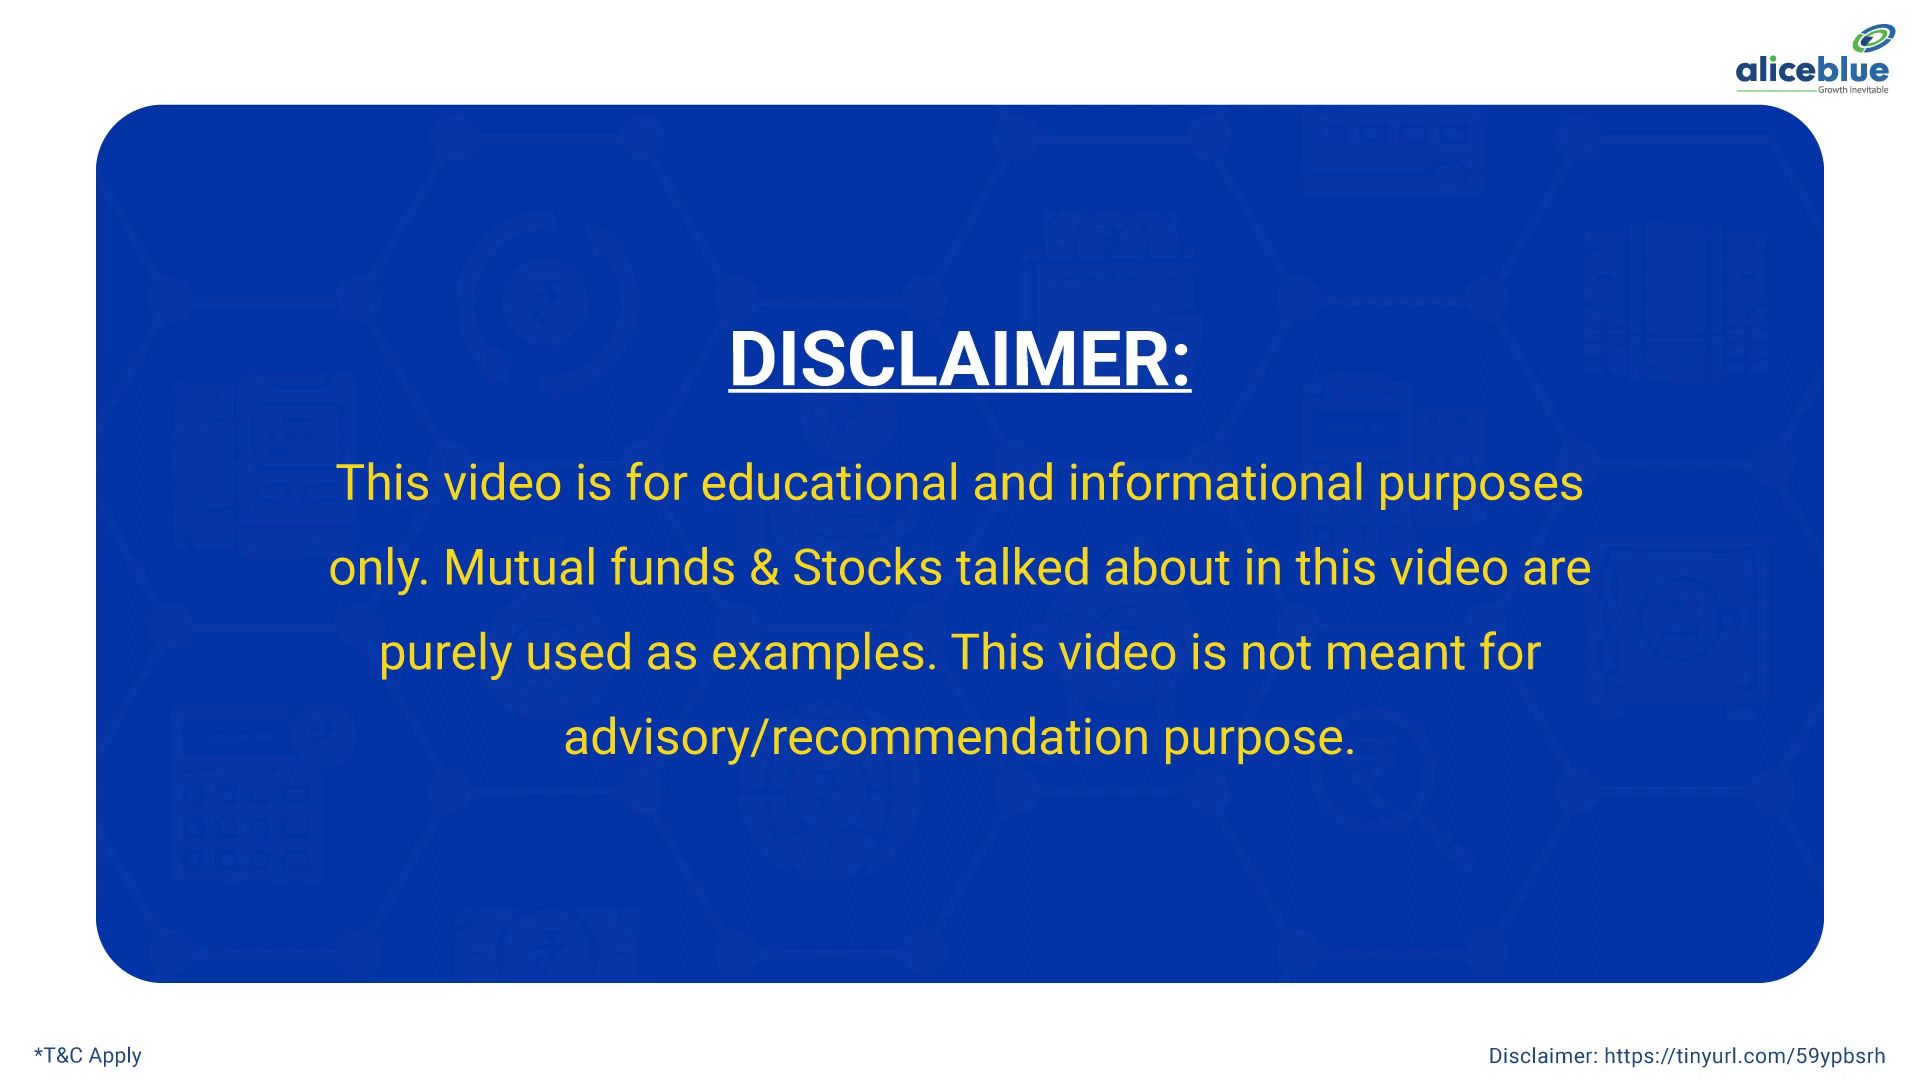 aliceblue
Growth Inevitable
DISCLAIMER:
This video is for educational and informational purposes
only. Mutual funds & Stocks talked about in this video are
purely used as examples. This video is not meant for
advisory/recommendation purpose.
*T&C Apply
Disclaimer: https://tinyurl.com/59ypbsrh